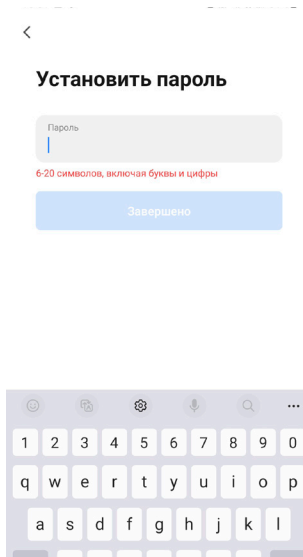 Установить пароль
Пароль
6-20 символов, включая буквы и цифры
Завершено
1 2 3 4 5 6 7 8 9 0
q w e r t y u i o p
a s d f g h j k l